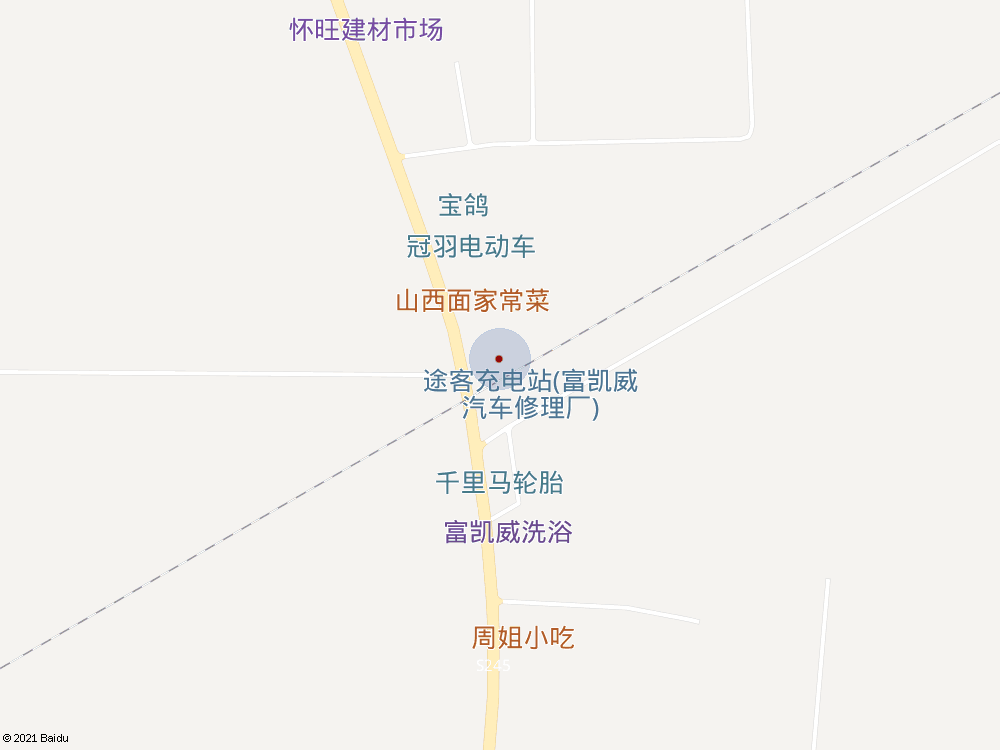 怀旺建材市场
宝鸽
冠羽电动车
山西面家常菜
途客充电站(富凯威
汽车修理厂)
千里马轮胎
富凯威洗浴
周姐小吃
S245
© 2021 Baidu